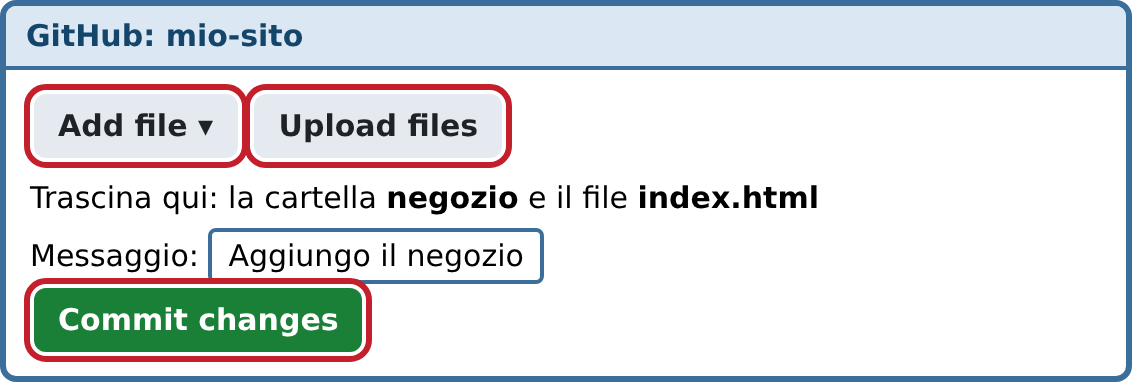 GitHub: mio-sito
Add file ▾ Upload files
Trascina qui: la cartella negozio e il file index.html
Messaggio: Aggiungo il negozio
Commit changes